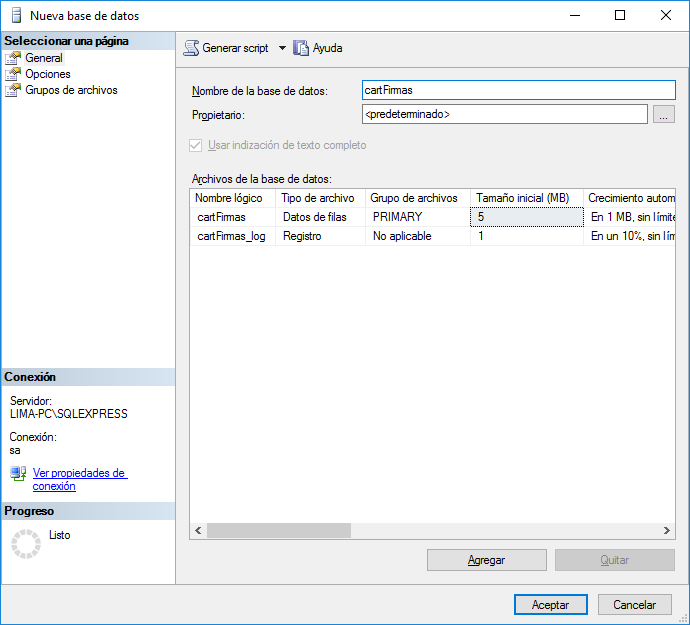 Nueva base de datos
Seleccionar una página
General
Opciones
Grupos de archivos
Generar script
Ayuda
Nombre de la base de datos: cartFirmas
Propietario: <predeterminado> ...
Usar indización de texto completo
Archivos de la base de datos:
Nombre lógico Tipo de archivo Grupo de archivos Tamaño inicial (MB) Crecimiento autom
cartFirmas Datos de filas PRIMARY 5 En 1 MB, sin límite
cartFirmas_log Registro No aplicable 1 En un 10%, sin lím
Conexión
Servidor:
LIMA-PC\SQLEXPRESS
Conexión:
sa
Ver propiedades de
conexión
Progreso
Listo
Agregar Quitar
Aceptar Cancelar